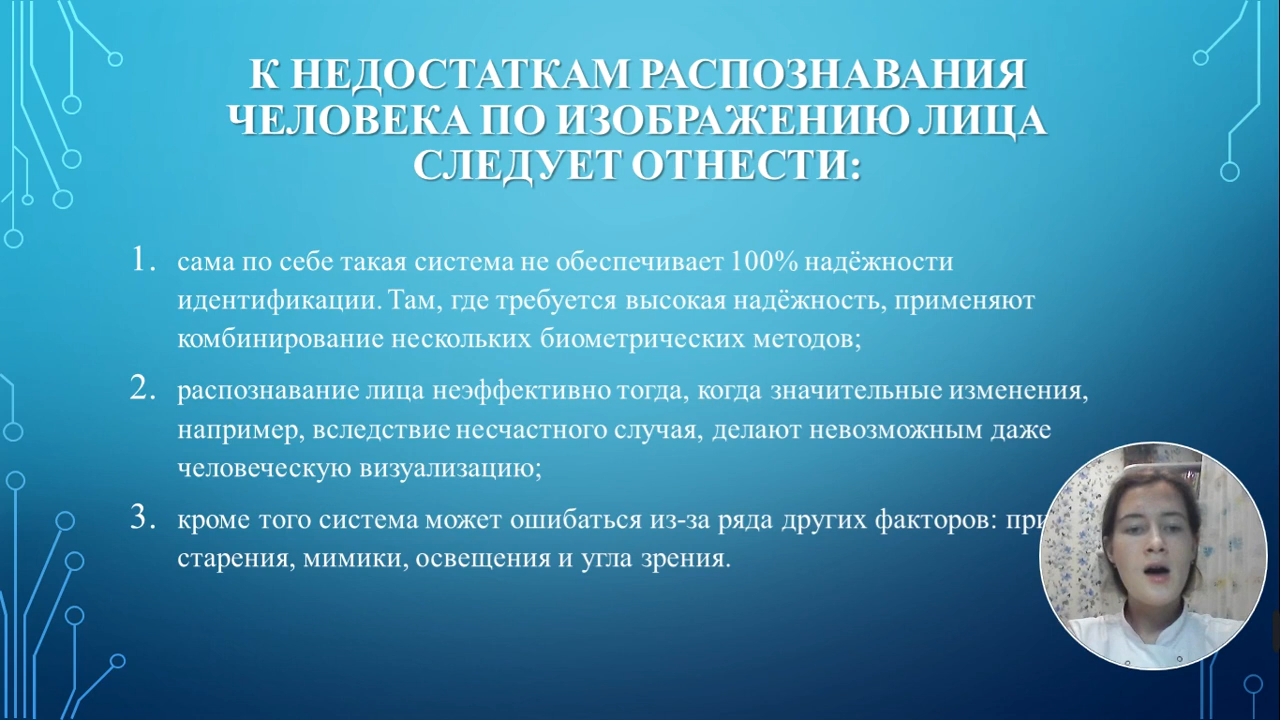 К НЕДОСТАТКАМ РАСПОЗНАВАНИЯ
ЧЕЛОВЕКА ПО ИЗОБРАЖЕНИЮ ЛИЦА
СЛЕДУЕТ ОТНЕСТИ:
1. сама по себе такая система не обеспечивает 100% надёжности
идентификации. Там, где требуется высокая надёжность, применяют
комбинирование нескольких биометрических методов;
2. распознавание лица неэффективно тогда, когда значительные изменения,
например, вследствие несчастного случая, делают невозможным даже
человеческую визуализацию;
3. кроме того система может ошибаться из-за ряда других факторов:
старения, мимики, освещения и угла зрения.